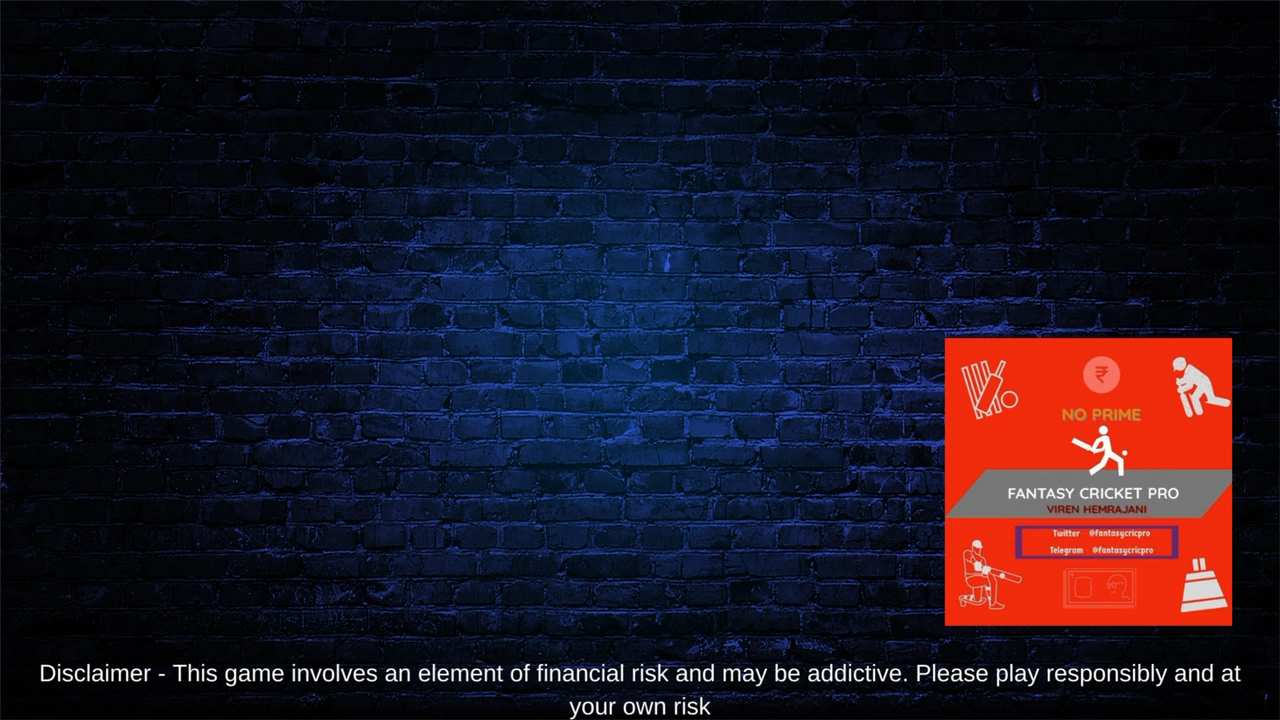 ₹
NO PRIME
FANTASY CRICKET PRO
VIREN HEMRAJANI
Twitter @fantasycricpro
Telegram @fantasycricpro
Disclaimer - This game involves an element of financial risk and may be addictive. Please play responsibly and at
your own risk